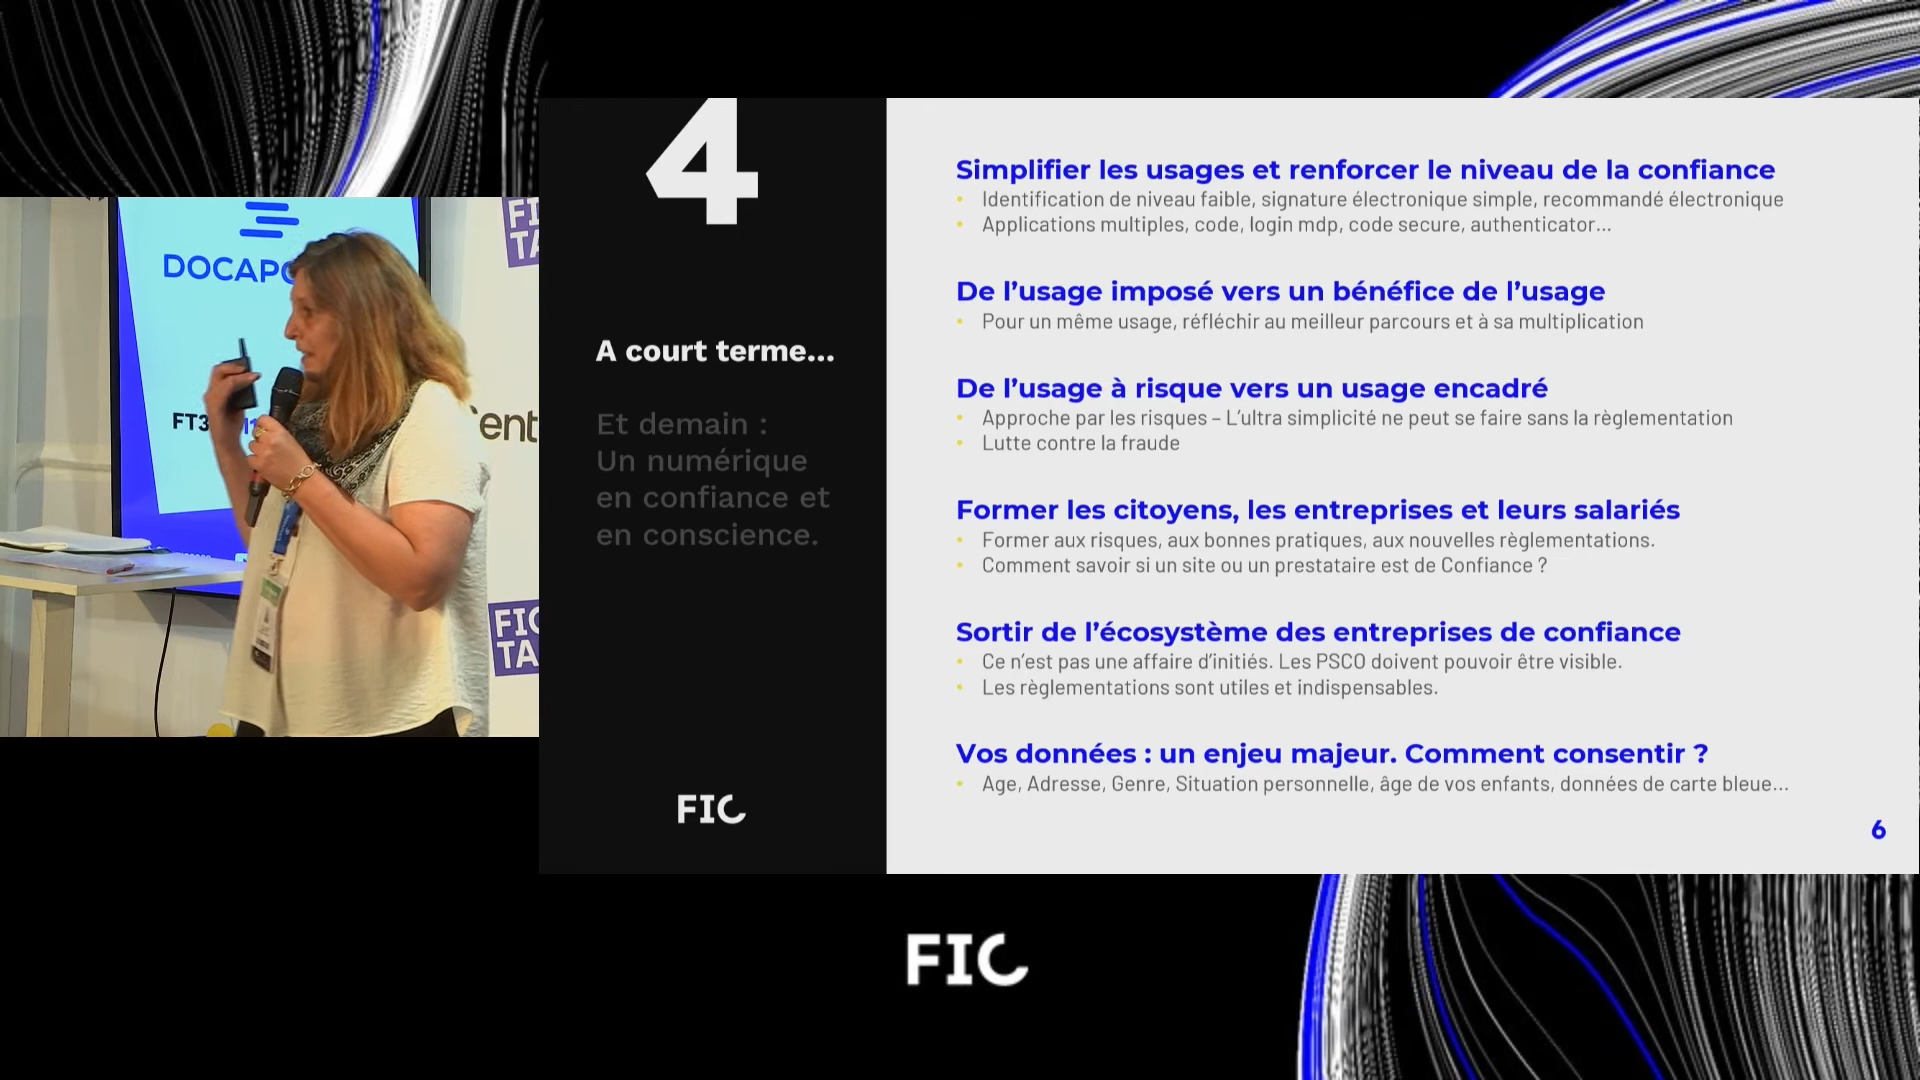 4
A court terme...
Et demain :
Un numérique
en confiance et
en conscience.
FIC
Simplifier les usages et renforcer le niveau de la confiance
• Identification de niveau faible, signature électronique simple, recommandé électronique
• Applications multiples, code, login mdp, code secure, authenticator...
De l’usage imposé vers un bénéfice de l’usage
• Pour un même usage, réfléchir au meilleur parcours et à sa multiplication
De l’usage à risque vers un usage encadré
• Approche par les risques – L’ultra simplicité ne peut se faire sans la règlementation
• Lutte contre la fraude
Former les citoyens, les entreprises et leurs salariés
• Former aux risques, aux bonnes pratiques, aux nouvelles règlementations.
• Comment savoir si un site ou un prestataire est de Confiance ?
Sortir de l’écosystème des entreprises de confiance
• Ce n’est pas une affaire d’initiés. Les PSCO doivent pouvoir être visible.
• Les règlementations sont utiles et indispensables.
Vos données : un enjeu majeur. Comment consentir ?
• Age, Adresse, Genre, Situation personnelle, âge de vos enfants, données de carte bleue...
6
DOCAPO
FT3
FIC
TA
ent
FIC
TA
FIC